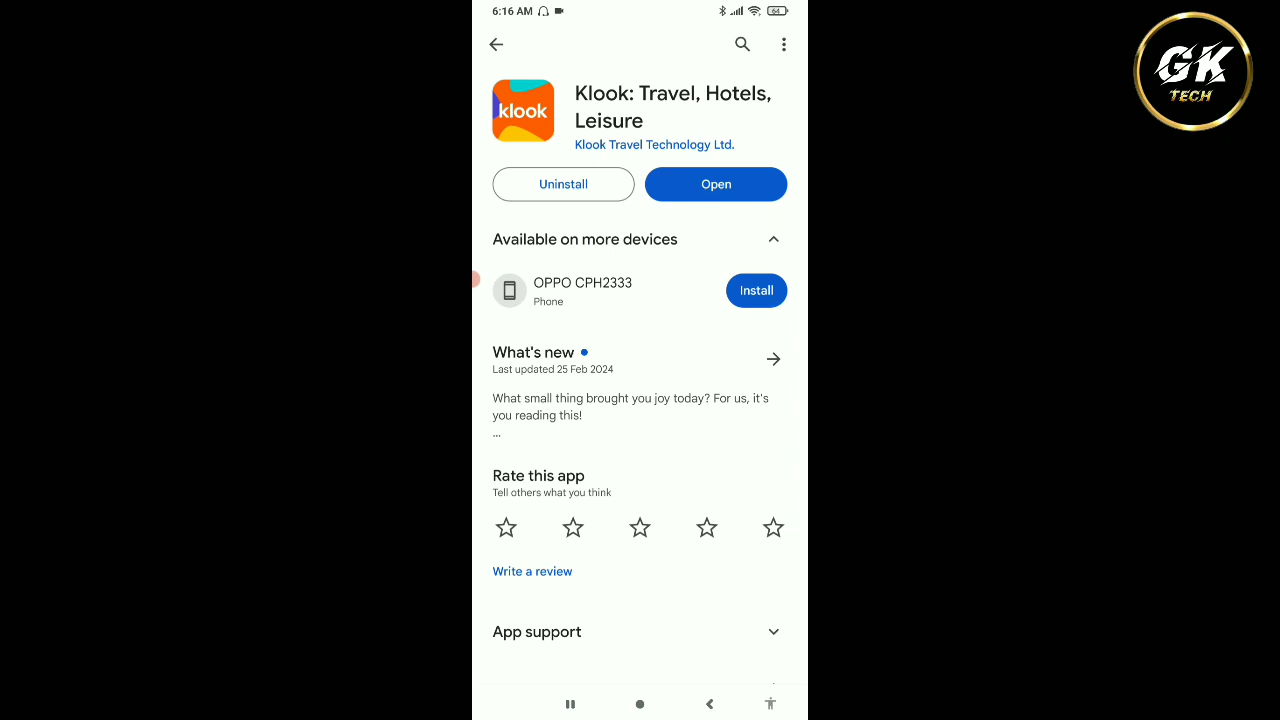 6:16 AM
64
GK
TECH
klook
Klook: Travel, Hotels,
Leisure
Klook Travel Technology Ltd.
Uninstall
Open
Available on more devices
OPPO CPH2333
Phone
Install
What's new
Last updated 25 Feb 2024
What small thing brought you joy today? For us, it's
you reading this!
...
Rate this app
Tell others what you think
Write a review
App support